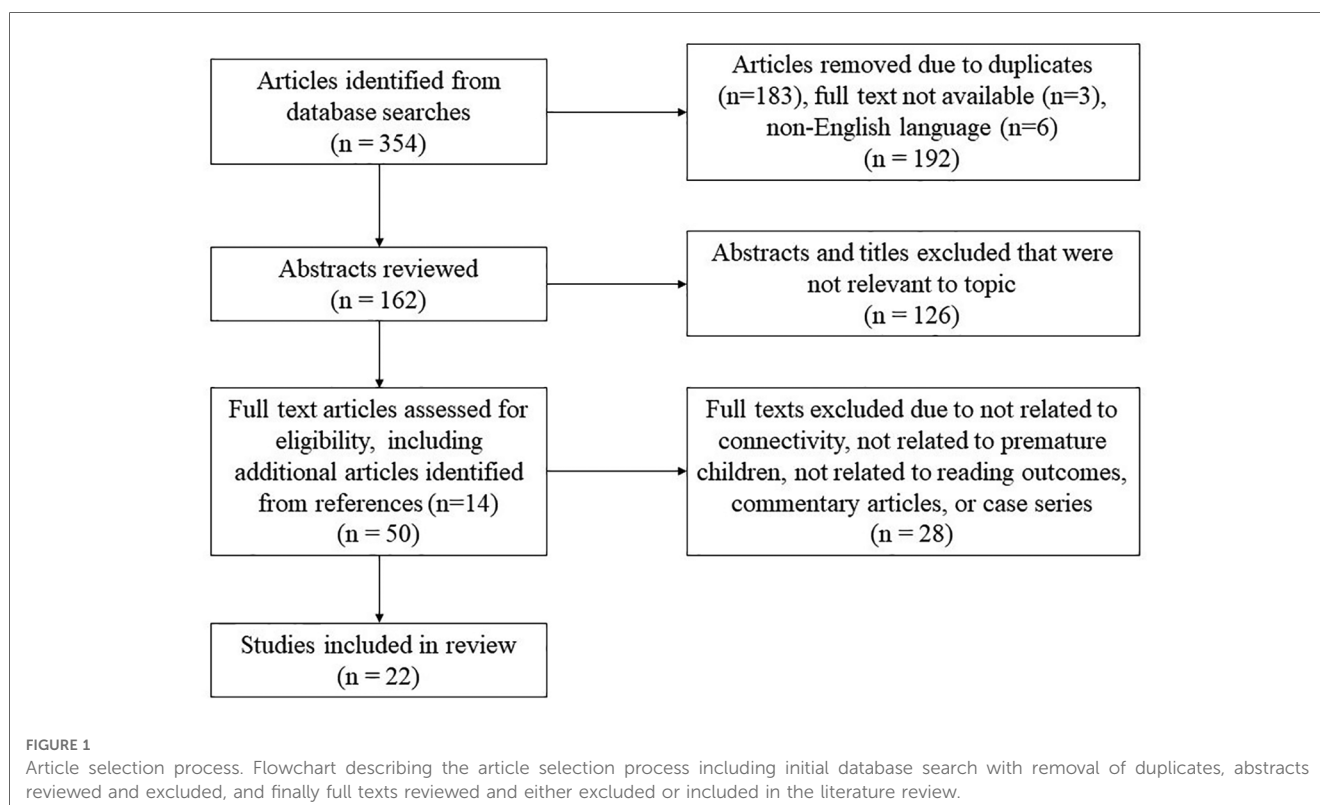 Articles identified from
database searches
(n = 354)
Articles removed due to duplicates
(n=183), full text not available (n=3),
non-English language (n=6)
(n = 192)
Abstracts reviewed
(n = 162)
Abstracts and titles excluded that were
not relevant to topic
(n = 126)
Full text articles assessed for
eligibility, including
additional articles identified
from references (n=14)
(n = 50)
Full texts excluded due to not related to
connectivity, not related to premature
children, not related to reading outcomes,
commentary articles, or case series
(n = 28)
Studies included in review
(n = 22)
FIGURE 1
Article selection process. Flowchart describing the article selection process including initial database search with removal of duplicates, abstracts
reviewed and excluded, and finally full texts reviewed and either excluded or included in the literature review.